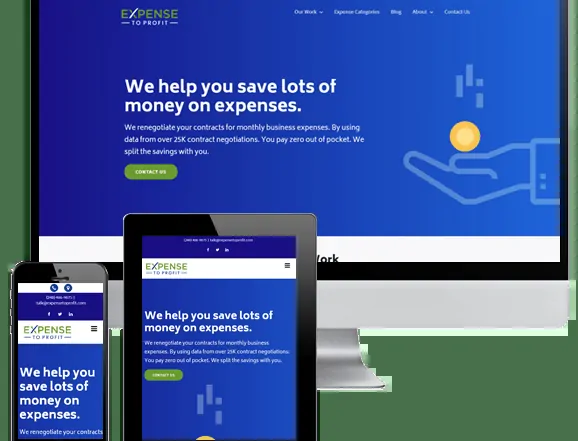 EXPENSE
TO PROFIT
Our Work Expense Categories Blog About Contact Us
We help you save lots of
money on expenses.
We renegotiate your contracts for monthly business expenses. By using
data from over 25K contract negotiations. You pay zero out of pocket. We
split the savings with you.
CONTACT US
Work
EXPENSE
TO PROFIT
We help you save lots of
money on expenses.
We renegotiate your contracts for monthly business
expenses. By using data from over 25K contract negotiations.
You pay zero out of pocket. We split the savings with you.
CONTACT US
EXPENSE
TO PROFIT
We help you
save lots of
money on
expenses.
We renegotiate your contracts